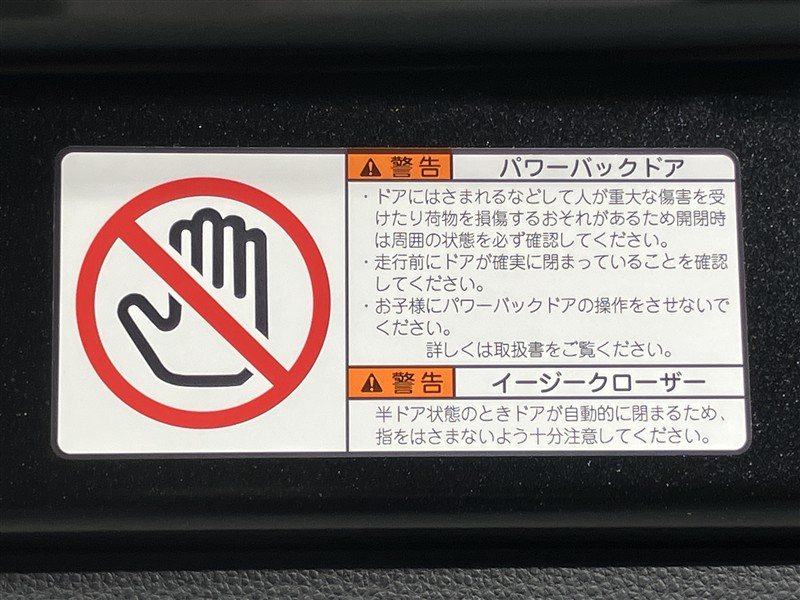 警告 パワーバックドア
・ドアにはさまれるなどして人が重大な傷害を受
けたり荷物を損傷するおそれがあるため開閉時
は周囲の状態を必ず確認してください。
・走行前にドアが確実に閉まっていることを確認
してください。
・お子様にパワーバックドアの操作をさせないで
ください。
詳しくは取扱書をご覧ください。
警告 イージークローザー
半ドア状態のときドアが自動的に閉まるため、
指をはさまないよう十分注意してください。